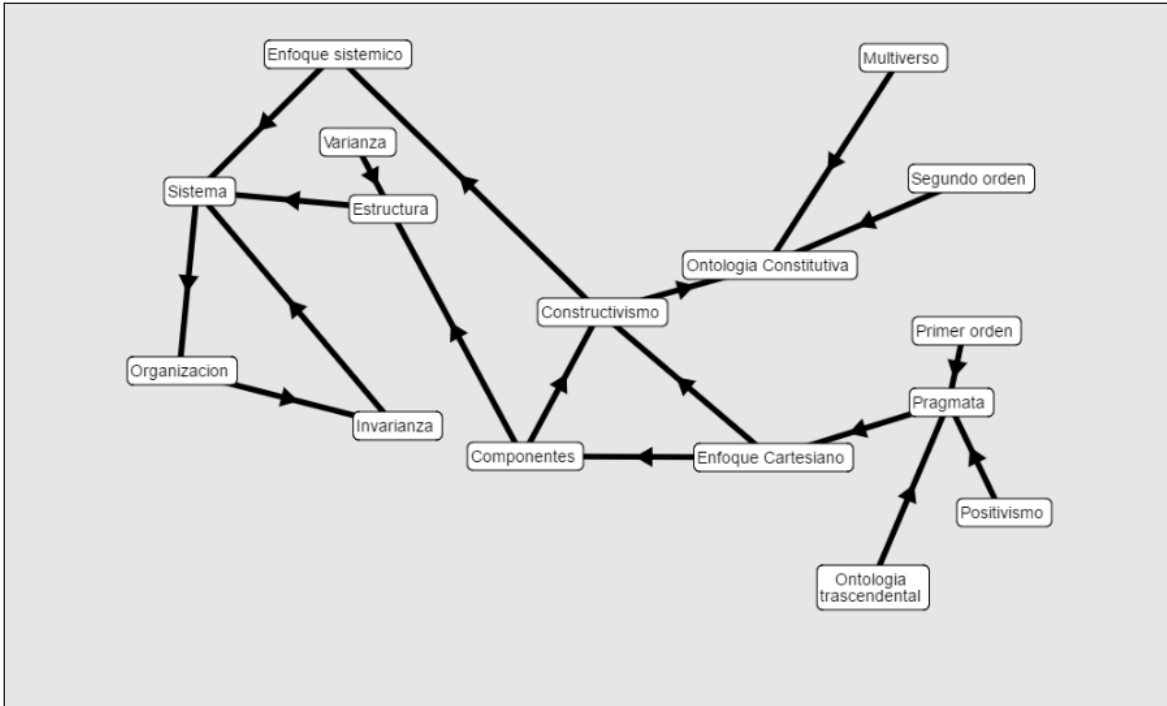 Enfoque sistemico
Multiverso
Varianza
Segundo orden
Sistema
Estructura
Ontologia Constitutiva
Constructivismo
Primer orden
Organizacion
Pragmata
Invarianza
Componentes
Enfoque Cartesiano
Positivismo
Ontologia
trascendental